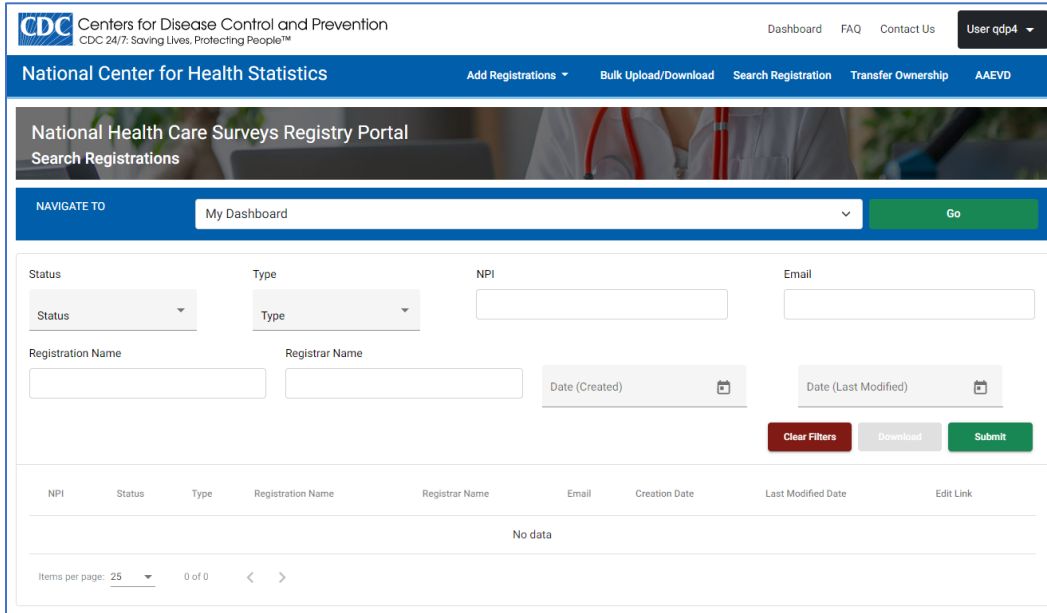 CDC Centers for Disease Control and Prevention
CDC 24/7: Saving Lives, Protecting People™
Dashboard FAQ Contact Us User qdp4
National Center for Health Statistics Add Registrations Bulk Upload/Download Search Registration Transfer Ownership AAEVD
National Health Care Surveys Registry Portal
Search Registrations
NAVIGATE TO My Dashboard Go
Status Type NPI Email
Status Type
Registration Name Registrar Name
Date (Created) Date (Last Modified)
Clear Filters Download Submit
NPI Status Type Registration Name Registrar Name Email Creation Date Last Modified Date Edit Link
No data
Items per page: 25 0 of 0